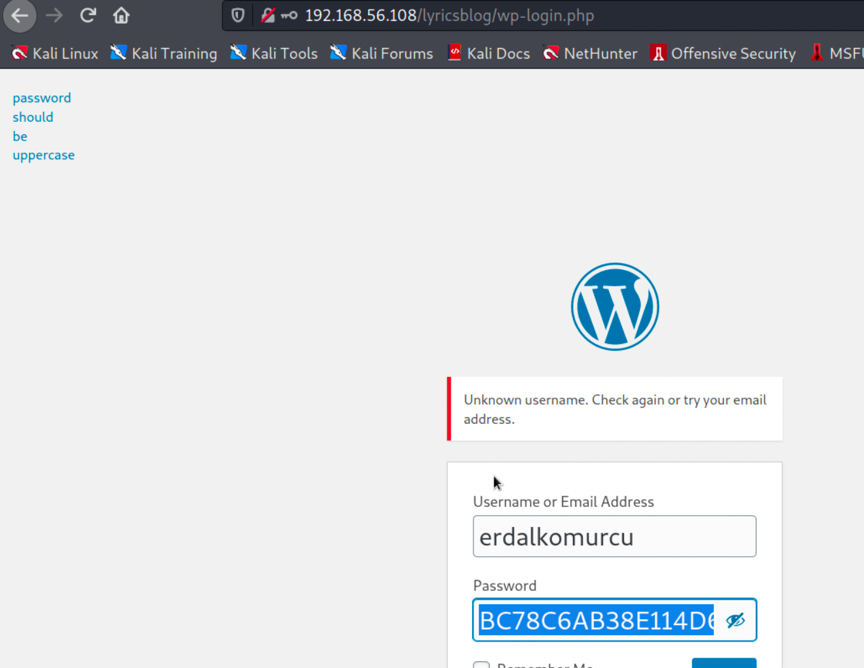 192.168.56.108/lyricsblog/wp-login.php
Kali Linux Kali Training Kali Tools Kali Forums Kali Docs NetHunter Offensive Security MSFU
password
should
be
uppercase
Unknown username. Check again or try your email
address.
Username or Email Address
erdalkomurcu
Password
BC78C6AB38E114D6
Remember Me